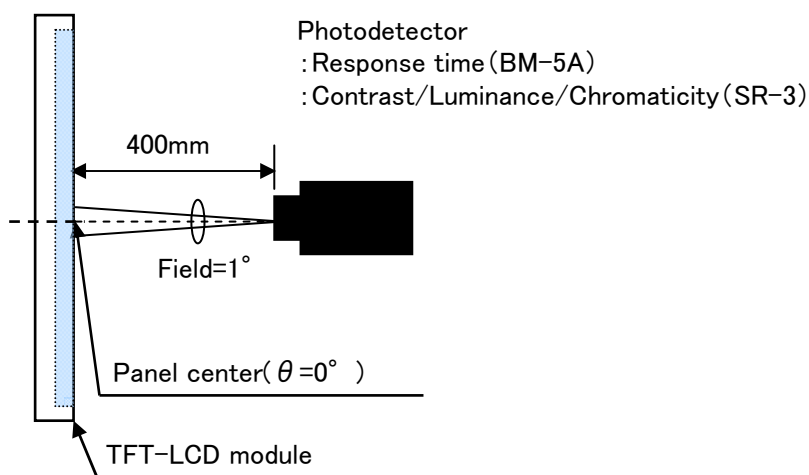 Photodetector
:Response time(BM-5A)
:Contrast/Luminance/Chromaticity(SR-3)
400mm
Field=1°
Panel center(θ=0° )
TFT-LCD module